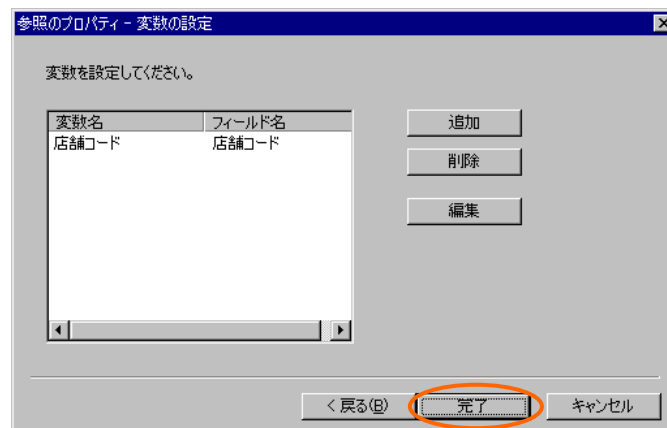 参照のプロパティ - 変数の設定
変数を設定してください。
変数名 フィールド名
店舗コード 店舗コード
追加
削除
編集
< 戻る(B) 完了 キャンセル